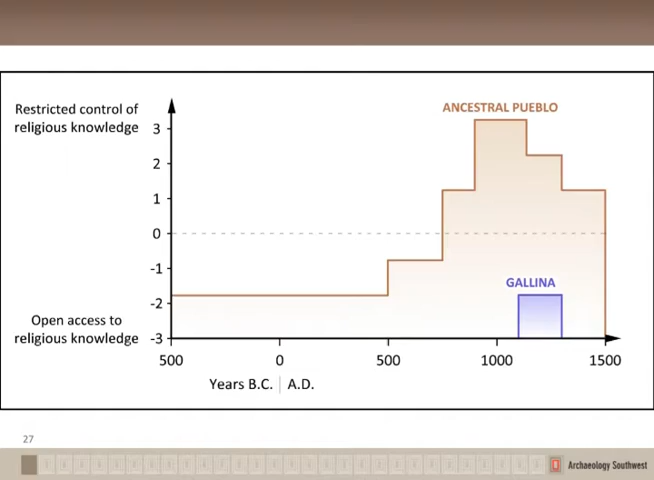 ANCESTRAL PUEBLO
Restricted control of
religious knowledge
3
2
1
0
-1
-2
-3
GALLINA
Open access to
religious knowledge
500
0
500
1000
1500
Years B.C. | A.D.
27
Archaeology Southwest